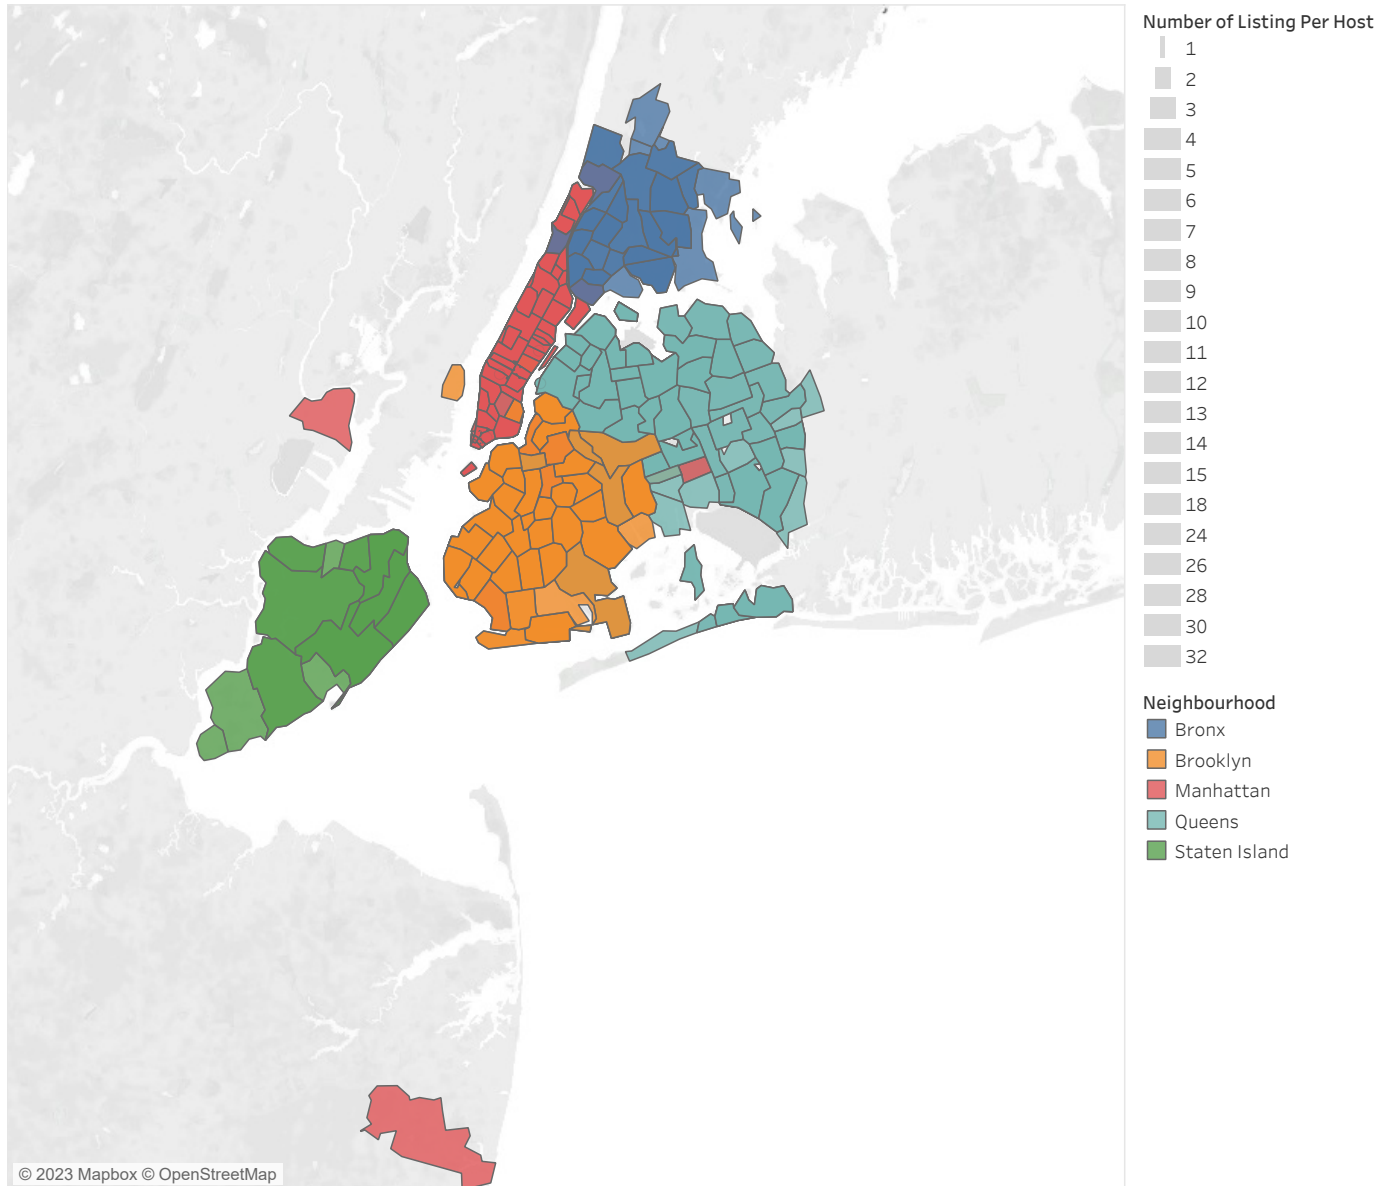 Number of Listing Per Host
1
2
3
4
5
6
7
8
9
10
11
12
13
14
15
18
24
26
28
30
32
Neighbourhood
Bronx
Brooklyn
Manhattan
Queens
Staten Island
© 2023 Mapbox © OpenStreetMap